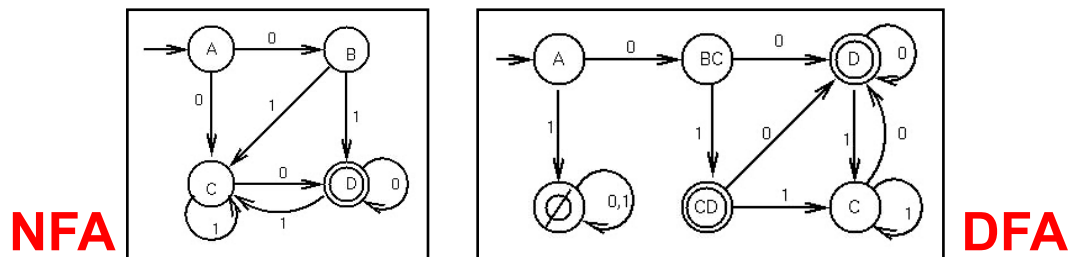 NFA
A 0 B
0 1 1
C 0 D 0
1 1
A 0 BC 0 D 0
1 1 0 1 0
∅ 0,1 CD 1 C 1
DFA